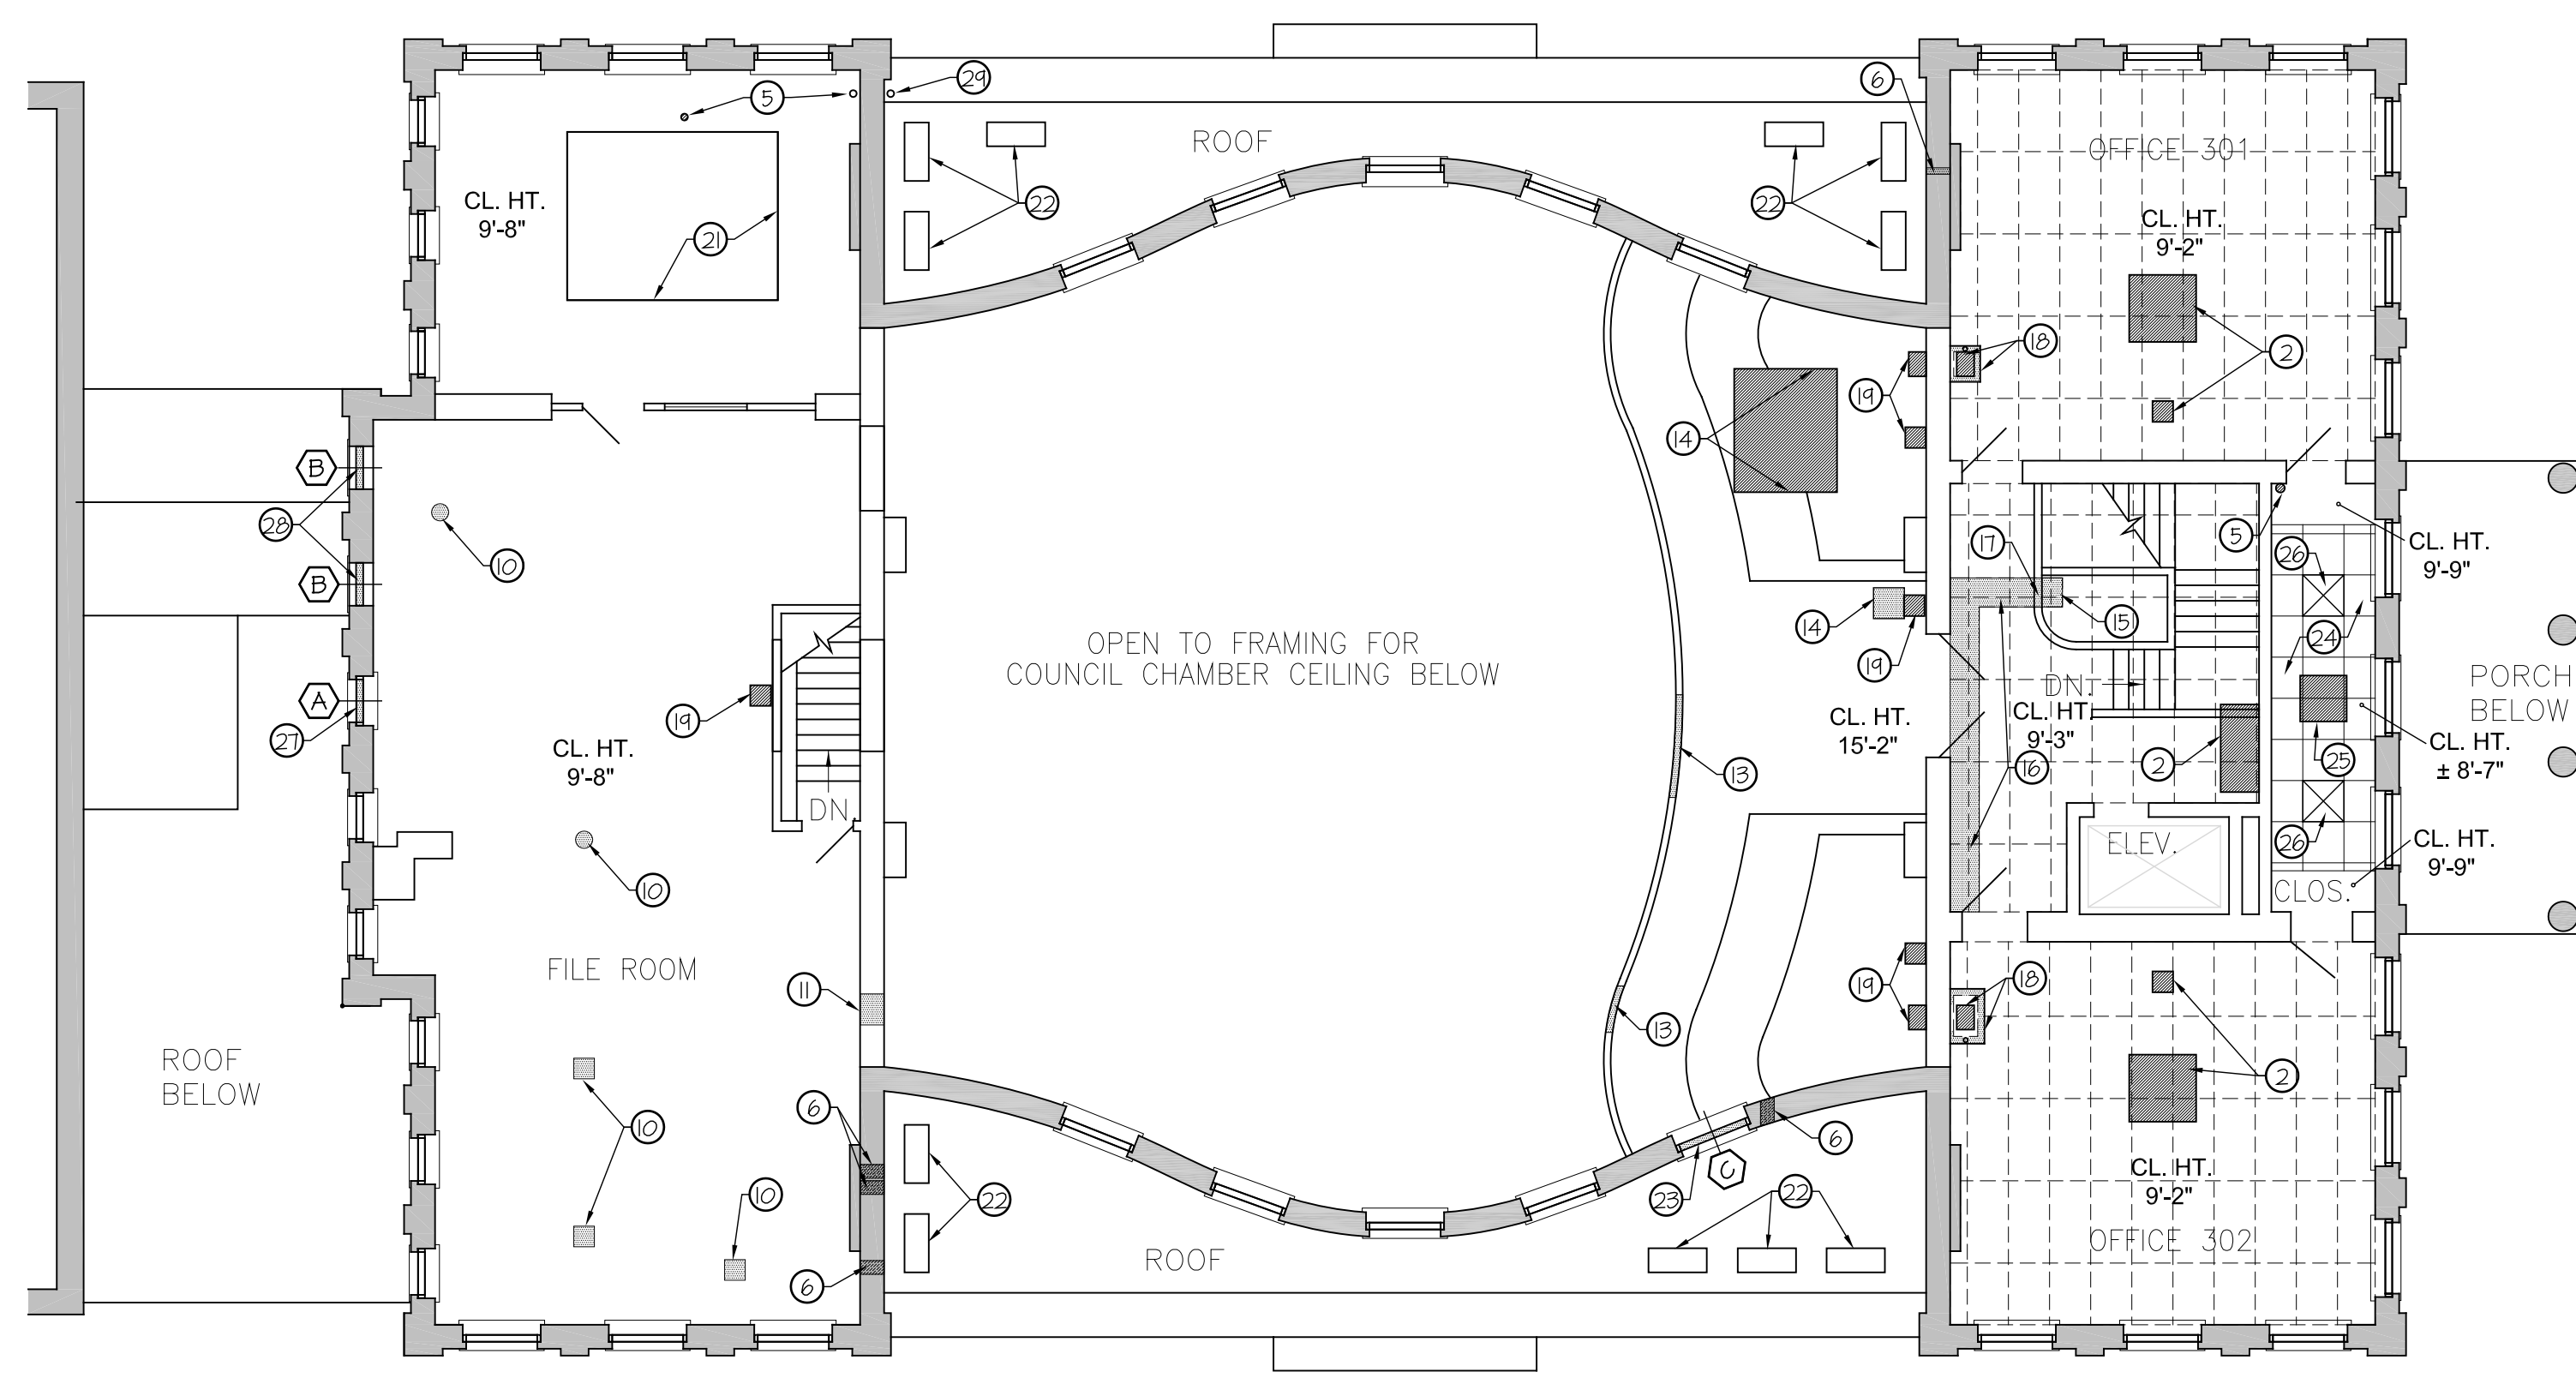 29
5
6
ROOF
OFFICE 301
CL. HT.
9'-8"
22
22
CL. HT.
9'-2"
21
18
2
19
14
B
28
10
17
5
26
CL. HT.
9'-9"
B
14
15
24
OPEN TO FRAMING FOR
COUNCIL CHAMBER CEILING BELOW
19
PORCH
BELOW
A
19
DN.
CL. HT.
15'-2"
CL. HT.
9'-3"
27
CL. HT.
9'-8"
13
16
2
25
CL. HT.
± 8'-7"
DN.
ELEV.
26
CL. HT.
9'-9"
10
CLOS.
FILE ROOM
11
19
18
13
ROOF
BELOW
2
6
10
6
C
CL. HT.
9'-2"
10
22
23
22
OFFICE 302
ROOF
6